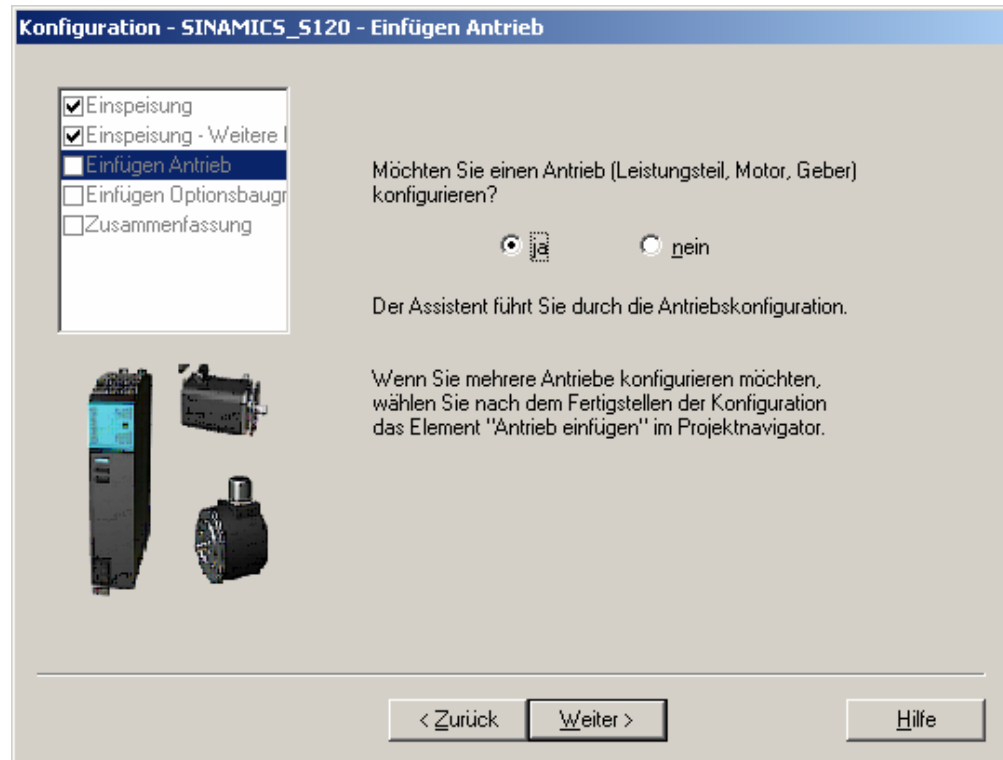 Konfiguration - SINAMICS_S120 - Einfügen Antrieb
Einspeisung
Einspeisung - Weitere
Einfügen Antrieb
Einfügen Optionsbaugr
Zusammenfassung
Möchten Sie einen Antrieb (Leistungsteil, Motor, Geber)
konfigurieren?
ja
nein
Der Assistent führt Sie durch die Antriebskonfiguration.
Wenn Sie mehrere Antriebe konfigurieren möchten,
wählen Sie nach dem Fertigstellen der Konfiguration
das Element "Antrieb einfügen" im Projektnavigator.
< Zurück
Weiter >
Hilfe